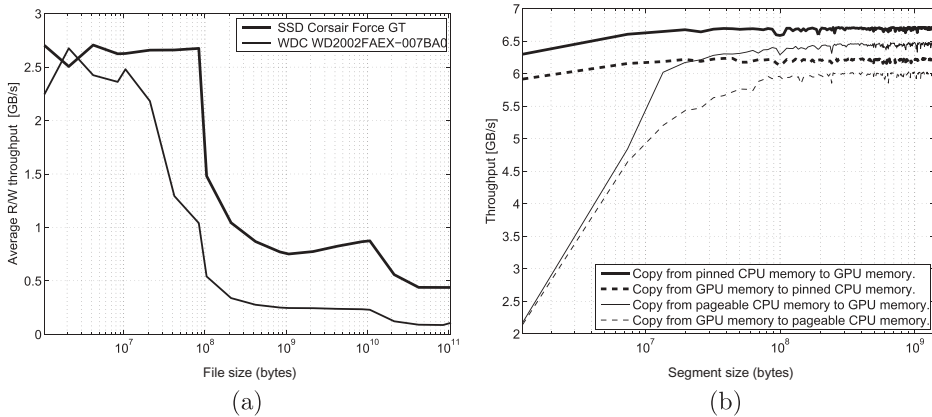 3
2.5
2
1.5
1
0.5
0
Average R/W throughput [GB/s]
SSD Corsair Force GT
WDC WD2002FAEX−007BA0
10^7
10^8
10^9
10^10
10^11
File size (bytes)
(a)
7
6.5
6
5.5
5
4.5
4
3.5
3
2.5
2
Throughput [GB/s]
Copy from pinned CPU memory to GPU memory.
Copy from GPU memory to pinned CPU memory.
Copy from pageable CPU memory to GPU memory.
Copy from GPU memory to pageable CPU memory.
10^7
10^8
10^9
Segment size (bytes)
(b)